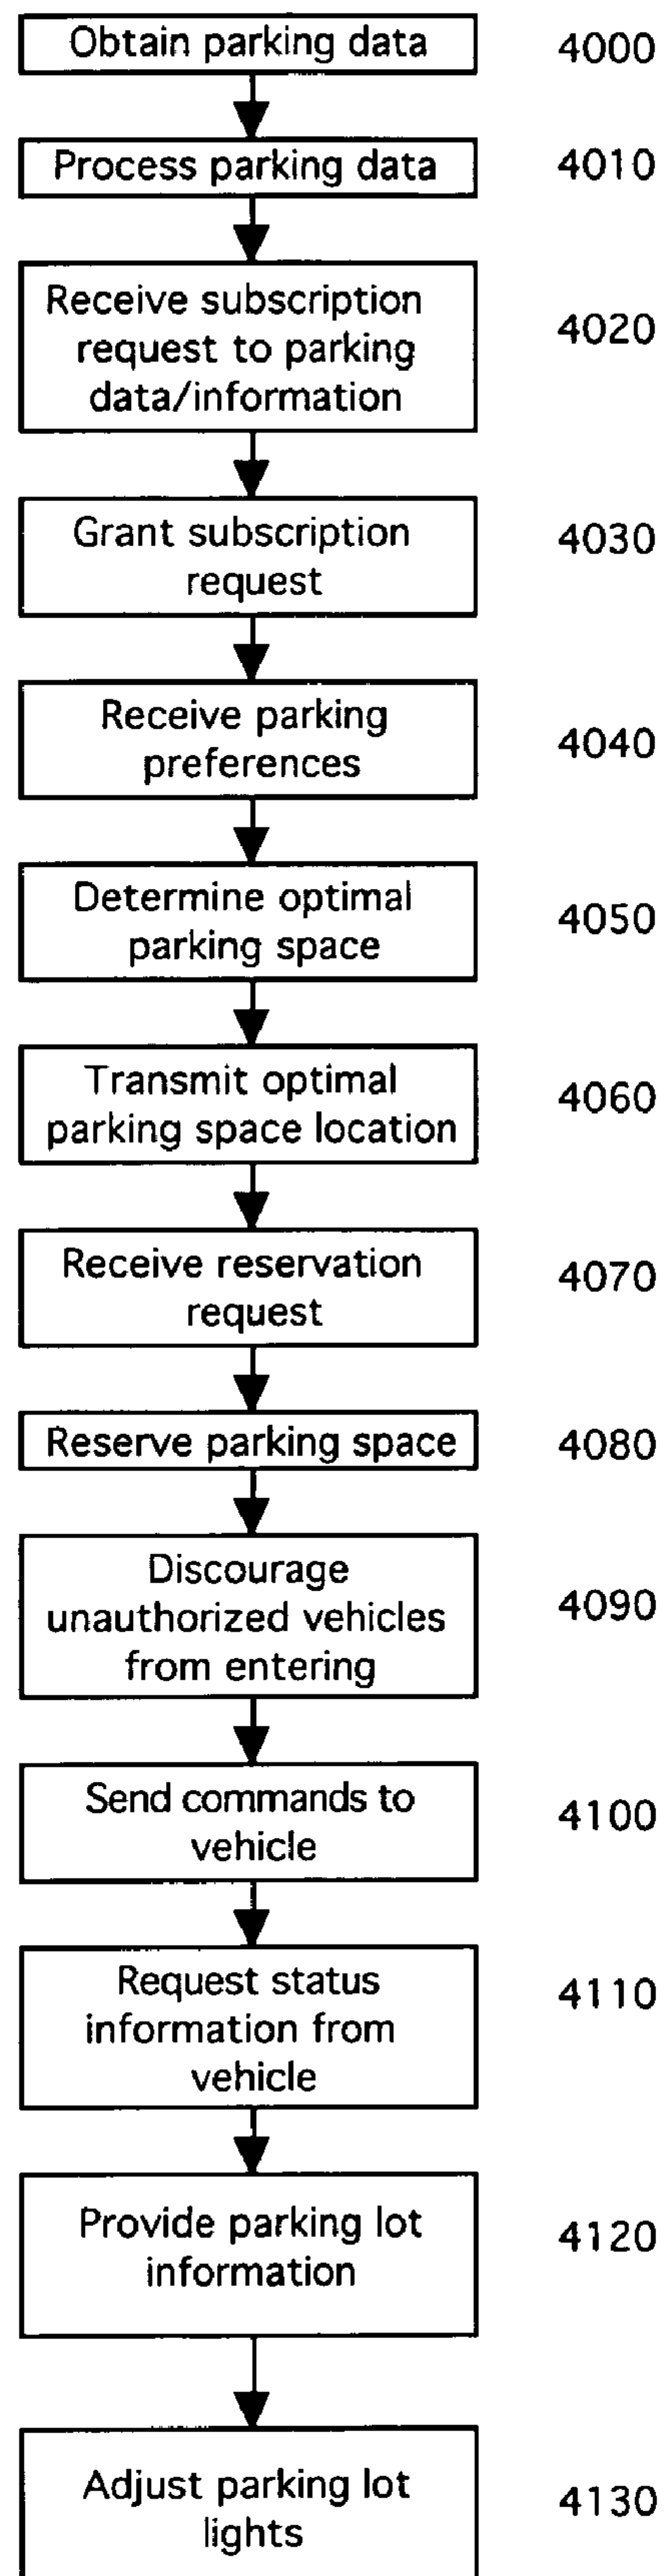 Obtain parking data 4000
Process parking data 4010
Receive subscription
request to parking
data/information
4020
Grant subscription
request
4030
Receive parking
preferences
4040
Determine optimal
parking space
4050
Transmit optimal
parking space location
4060
Receive reservation
request
4070
Reserve parking space 4080
Discourage
unauthorized vehicles
from entering
4090
Send commands to
vehicle
4100
Request status
information from
vehicle
4110
Provide parking lot
information
4120
Adjust parking lot
lights
4130